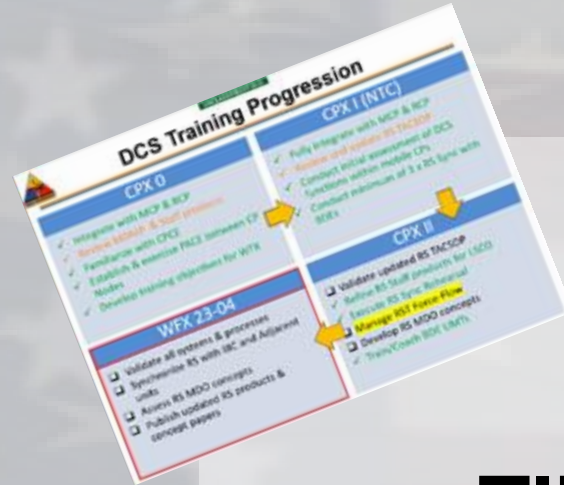 DCS Training Progression
CPX 0
Integrate with MCP & RCP
Review
& Staff products
Familiarize with CPCE
Establish & exercise PACE between CP
Nodes
Develop training objectives for WFX
CPX I (NTC)
Fully integrate with MCP & RCP
Review and update RS TACSOP
Conduct initial assessment of DCS
functions within mobile CPs
Conduct minimum of 3 x RS Sync with
BDEs
CPX II
Validate updated RS TACSOP
Refine RS Staff products for LSCO
Execute RS Sync Rehearsal
Manage RST Force Flow
Develop RS MDO concepts
Train/Coach BDE
WFX 23-04
Validate all systems & processes
Synchronize RS with
and Adjacent
units
Assess RS MDO concepts
Publish updated RS products &
concept papers